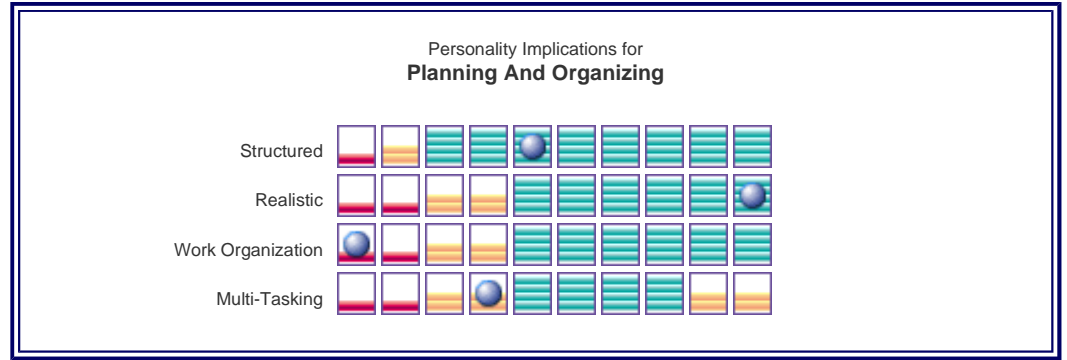 Personality Implications for
Planning And Organizing
Structured
Realistic
Work Organization
Multi-Tasking